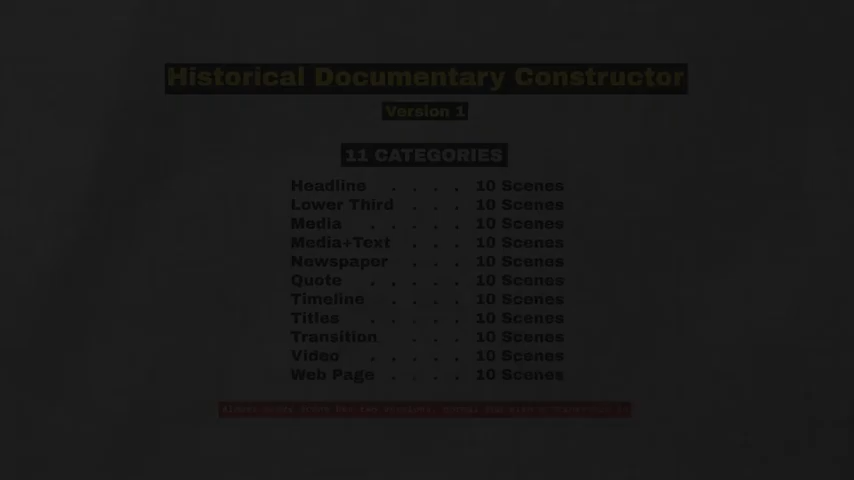 Historical Documentary Constructor
Version 1
11 CATEGORIES
Headline . . . . 10 Scenes
Lower Third . . . 10 Scenes
Media . . . . . 10 Scenes
Media+Text . . . 10 Scenes
Newspaper . . . 10 Scenes
Quote . . . . . 10 Scenes
Timeline . . . . 10 Scenes
Titles . . . . . 10 Scenes
Transition . . . 10 Scenes
Video . . . . . 10 Scenes
Web Page . . . . 10 Scenes